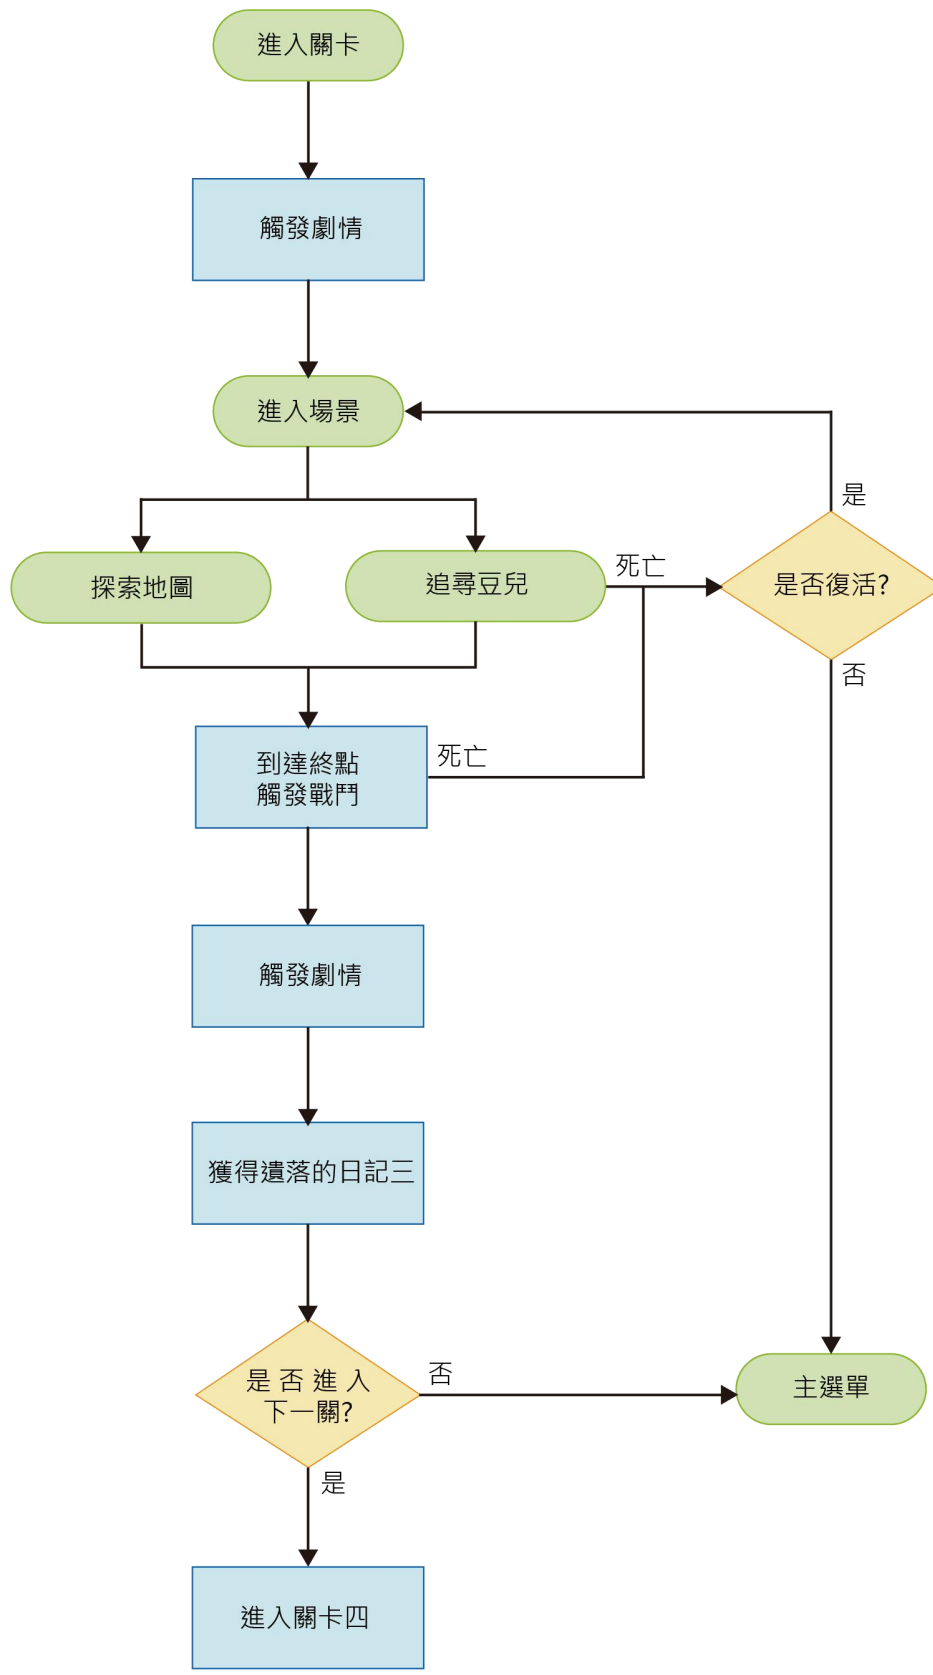 進入關卡
觸發劇情
進入場景
是
探索地圖
追尋豆兒
死亡
是否復活?
否
到達終點
觸發戰鬥
死亡
觸發劇情
獲得遺落的日記三
是否進入
下一關?
否
主選單
是
進入關卡四